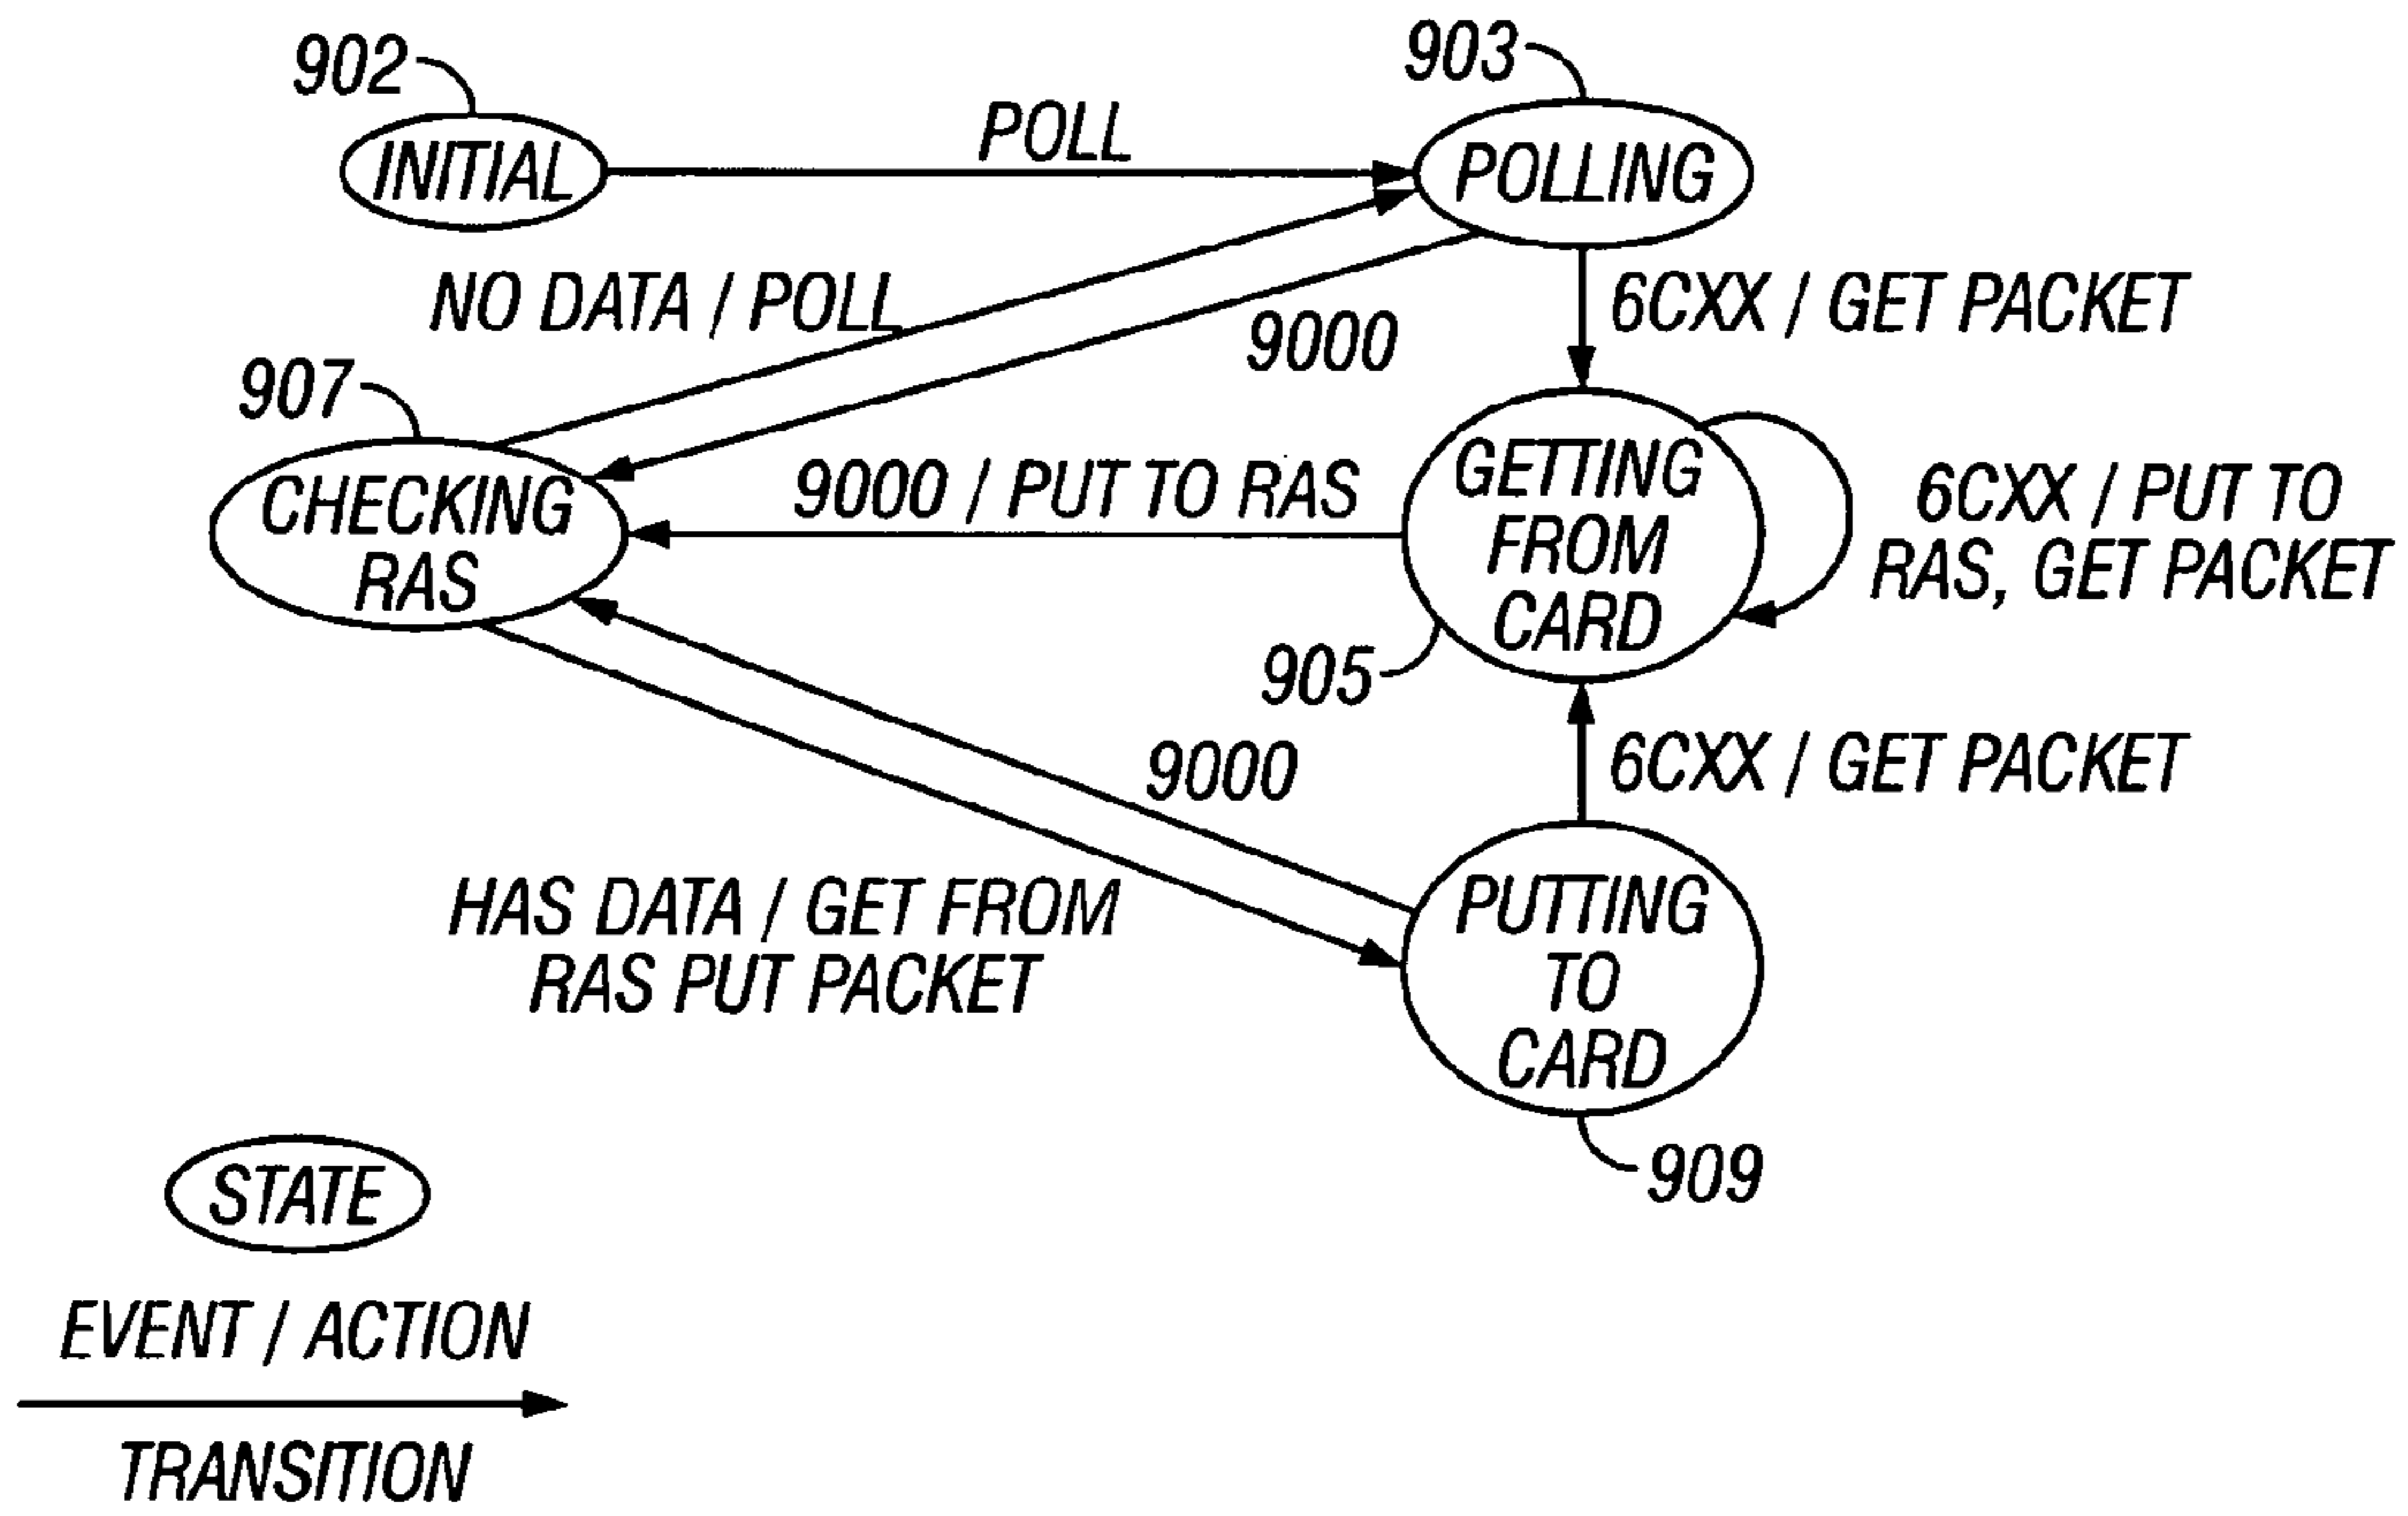 902
903
INITIAL
POLL
POLLING
NO DATA / POLL
9000
6CXX / GET PACKET
907
CHECKING
RAS
9000 / PUT TO RAS
GETTING
FROM
CARD
6CXX / PUT TO
RAS, GET PACKET
905
9000
6CXX / GET PACKET
HAS DATA / GET FROM
RAS PUT PACKET
PUTTING
TO
CARD
909
STATE
EVENT / ACTION
TRANSITION